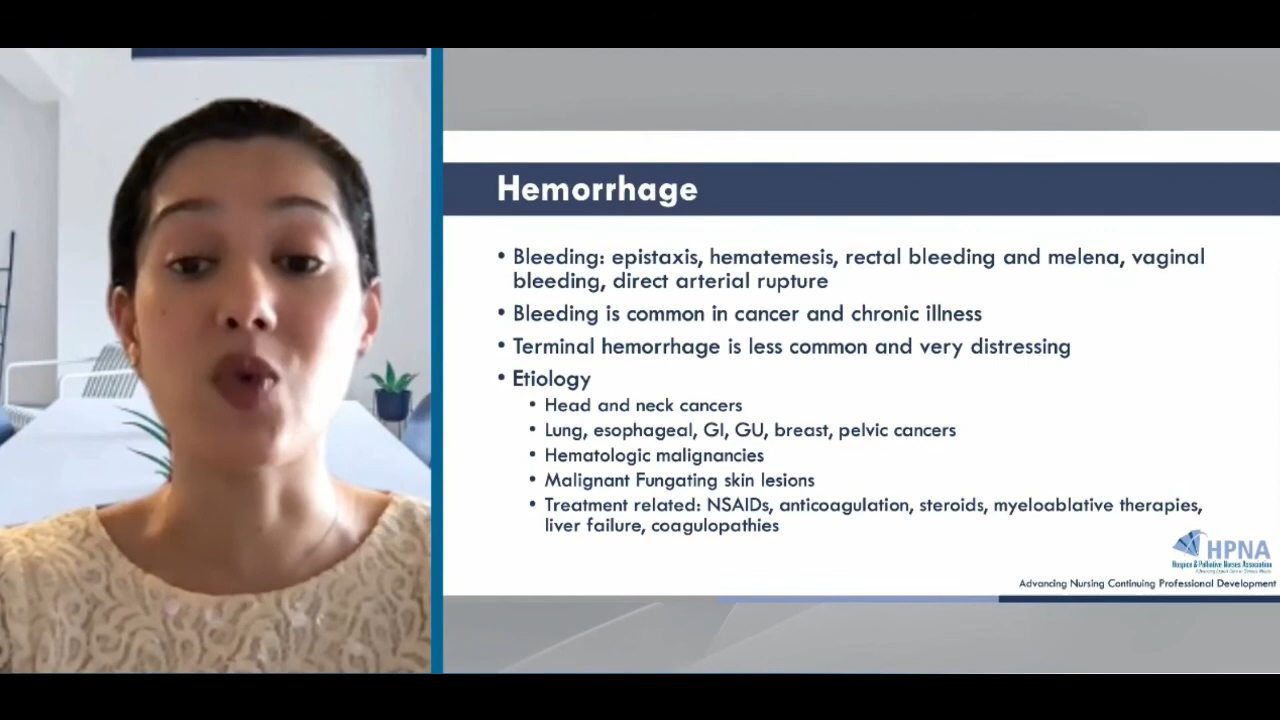 Hemorrhage
• Bleeding: epistaxis, hematemesis, rectal bleeding and melena, vaginal
bleeding, direct arterial rupture
• Bleeding is common in cancer and chronic illness
• Terminal hemorrhage is less common and very distressing
• Etiology
• Head and neck cancers
• Lung, esophageal, GI, GU, breast, pelvic cancers
• Hematologic malignancies
• Malignant Fungating skin lesions
• Treatment related: NSAIDs, anticoagulation, steroids, myeloablative therapies,
liver failure, coagulopathies
HPNA
Hospice & Palliative Nurses Association
Advancing Nursing Continuing Professional Development